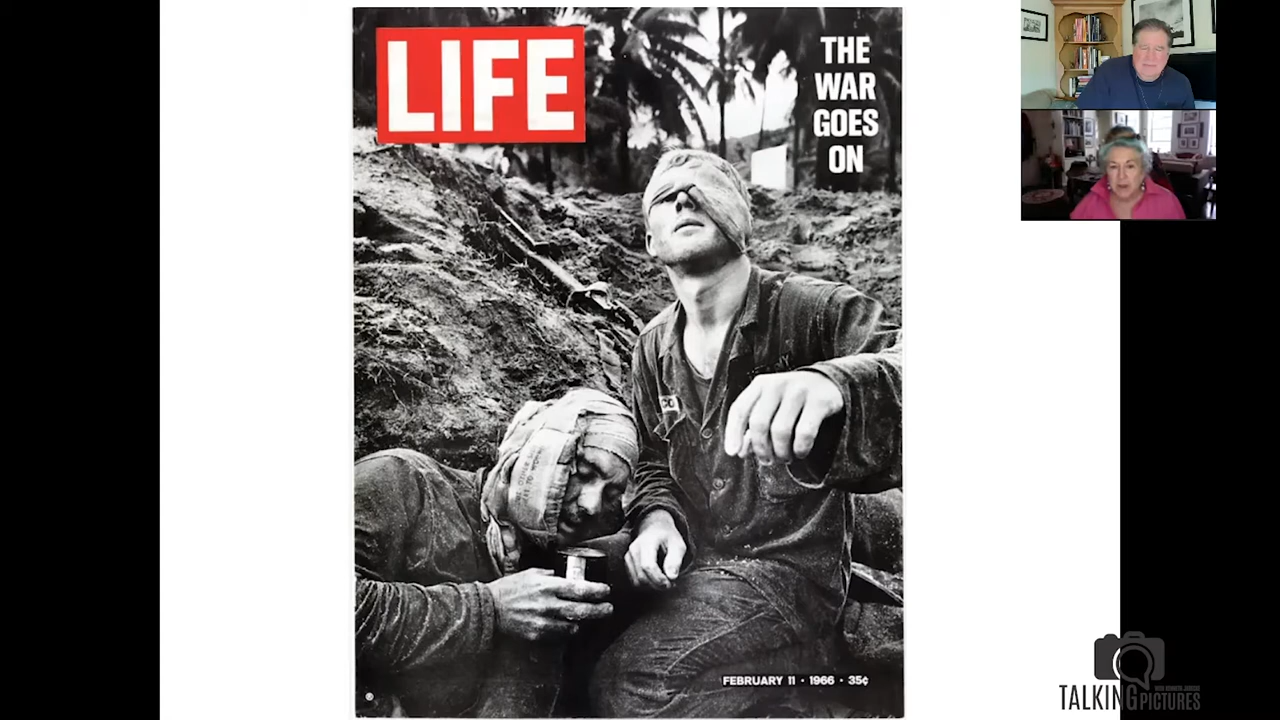 LIFE
THE
WAR
GOES
ON
FEBRUARY 11 · 1966 · 35¢
TALKING
PICTURES